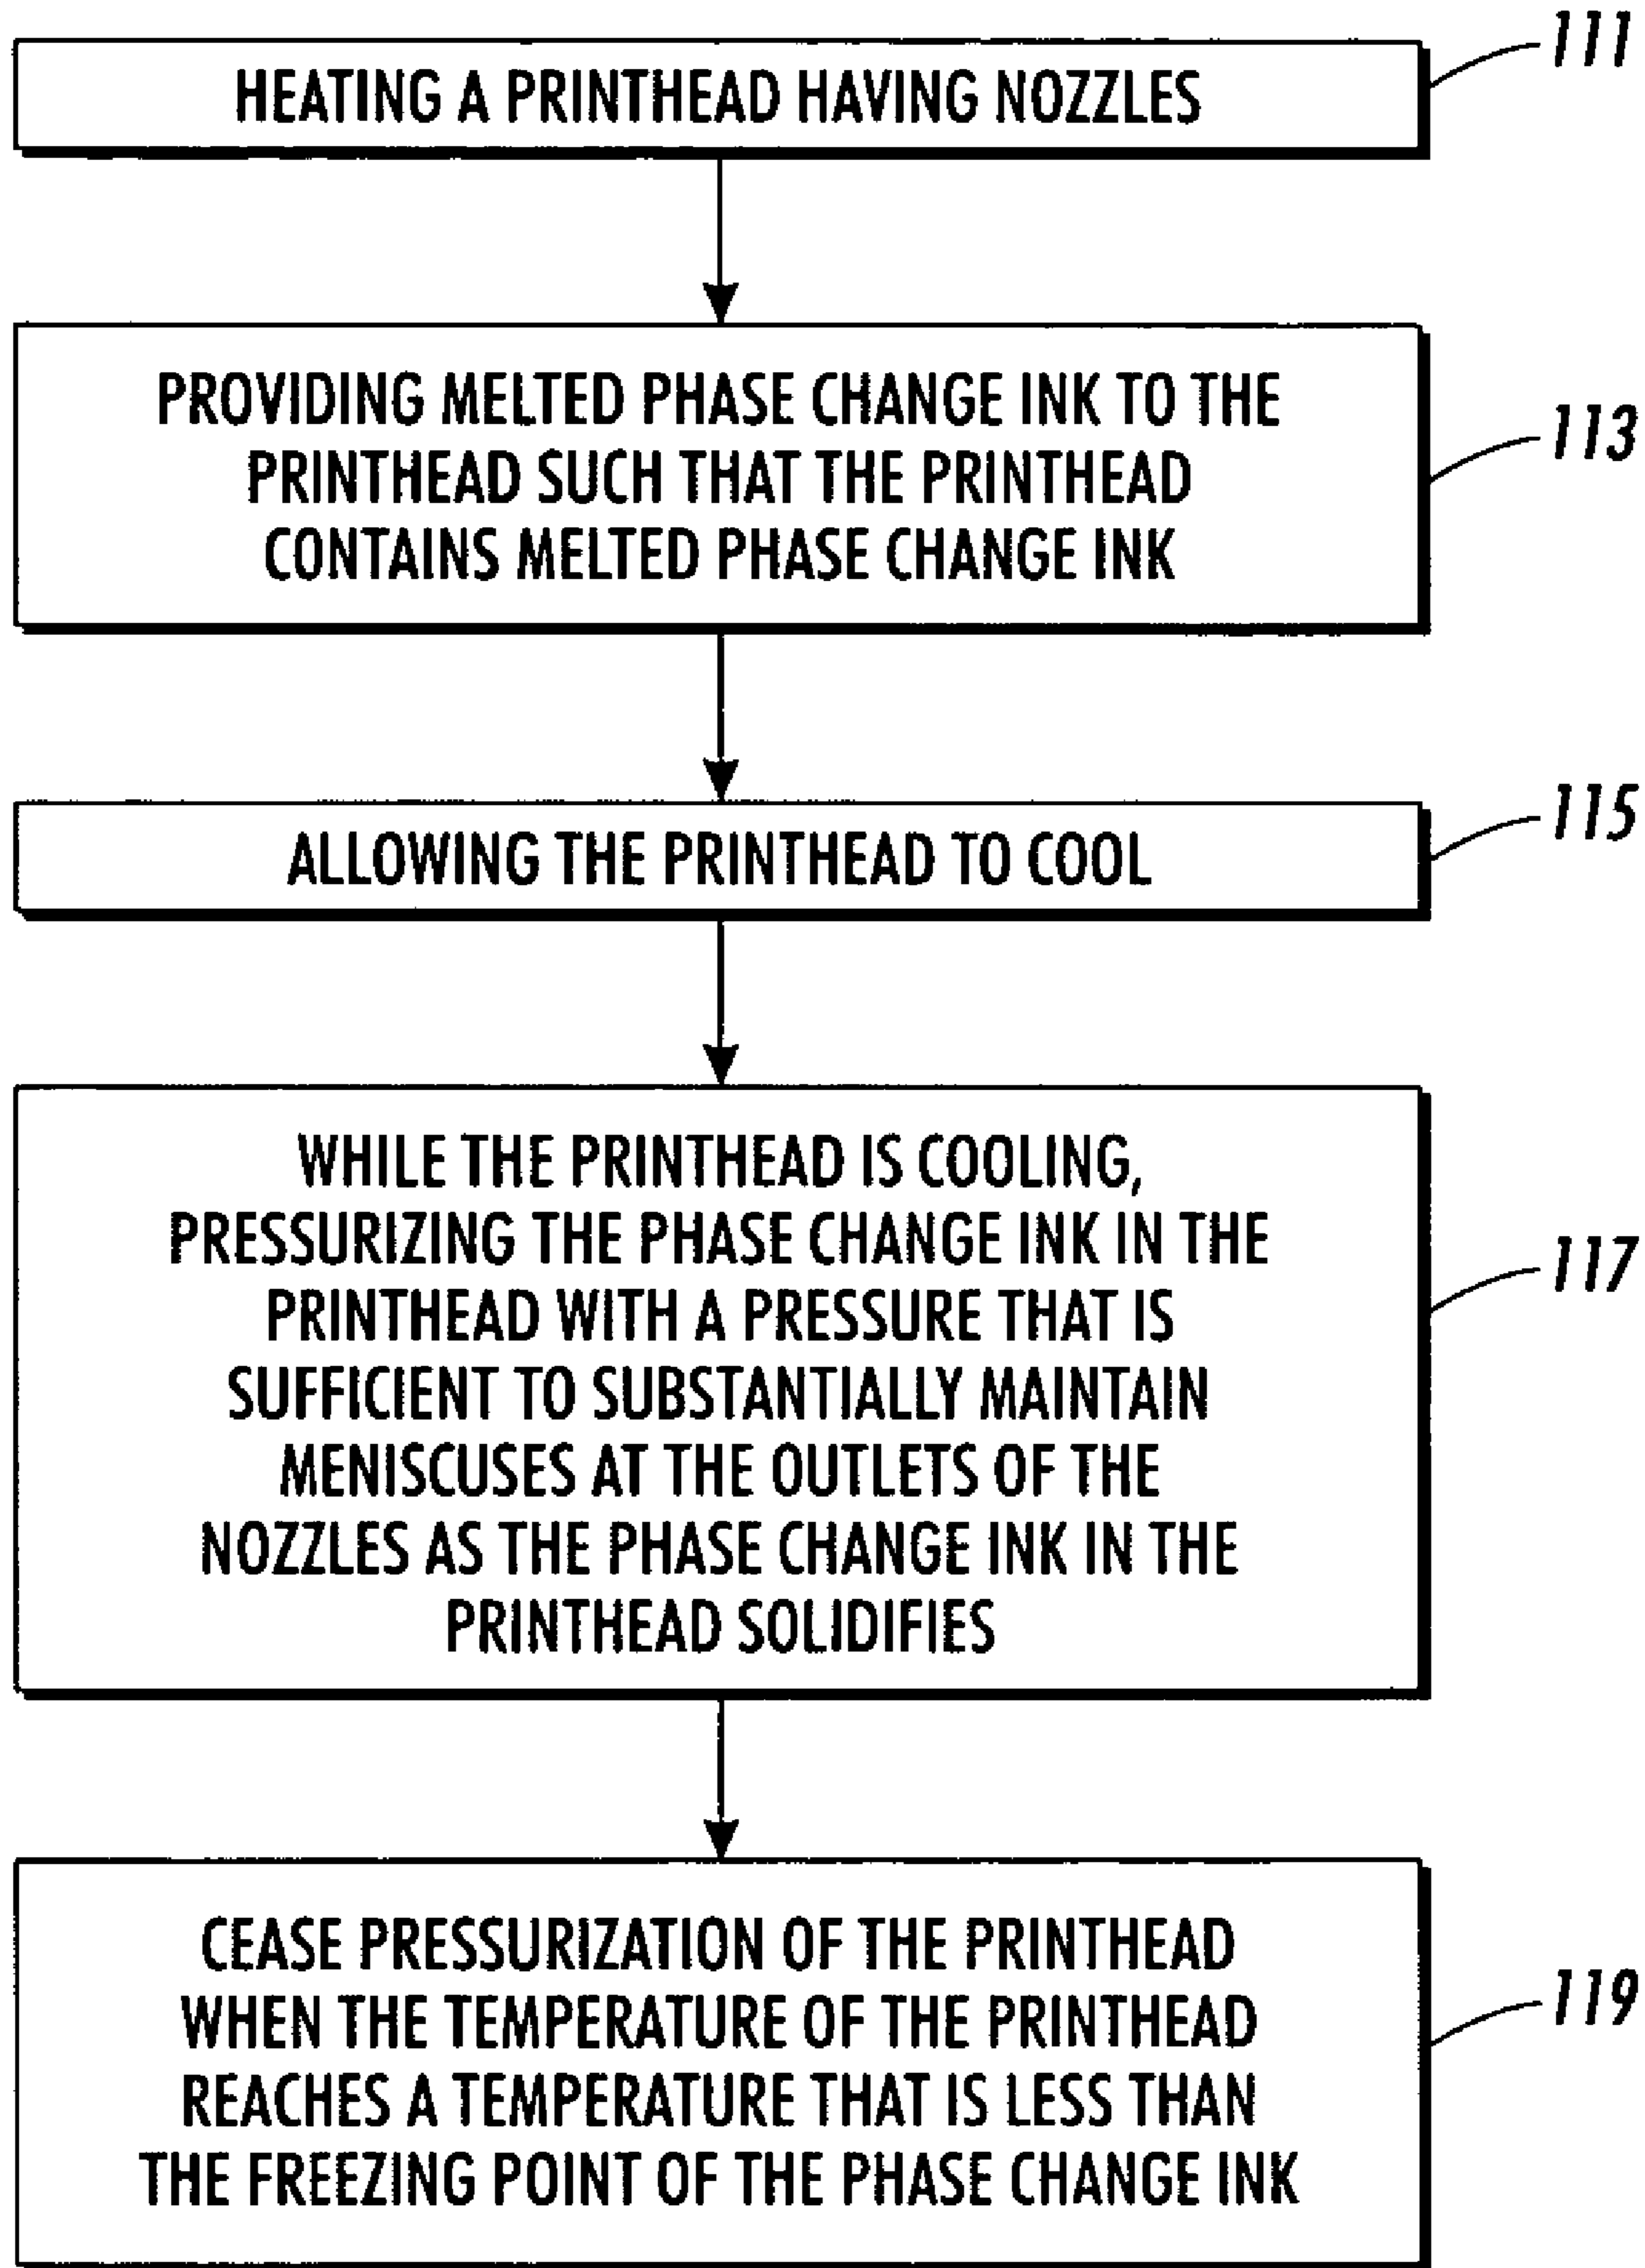 111
HEATING A PRINTHEAD HAVING NOZZLES
PROVIDING MELTED PHASE CHANGE INK TO THE
PRINTHEAD SUCH THAT THE PRINTHEAD
CONTAINS MELTED PHASE CHANGE INK
113
ALLOWING THE PRINTHEAD TO COOL
115
WHILE THE PRINTHEAD IS COOLING,
PRESSURIZING THE PHASE CHANGE INK IN THE
PRINTHEAD WITH A PRESSURE THAT IS
SUFFICIENT TO SUBSTANTIALLY MAINTAIN
MENISCUSES AT THE OUTLETS OF THE
NOZZLES AS THE PHASE CHANGE INK IN THE
PRINTHEAD SOLIDIFIES
117
CEASE PRESSURIZATION OF THE PRINTHEAD
WHEN THE TEMPERATURE OF THE PRINTHEAD
REACHES A TEMPERATURE THAT IS LESS THAN
THE FREEZING POINT OF THE PHASE CHANGE INK
119